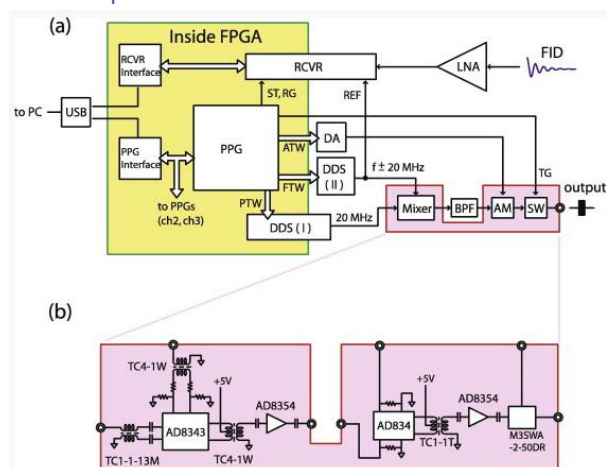 (a)
Inside FPGA
RCVR
Interface
RCVR
LNA
FID
ST, RG
REF
to PC
USB
PPG
Interface
PPG
ATW
DA
FTW
DDS
(II)
f ± 20 MHz
TG
output
to PPGs
(ch2, ch3)
PTW
DDS ( I )
20 MHz
Mixer
BPF
AM
SW
(b)
TC4-1W
+5V
AD8354
AD8343
TC1-1-13M
TC4-1W
+5V
AD8354
AD834
TC1-1T
M3SWA
-2-50DR